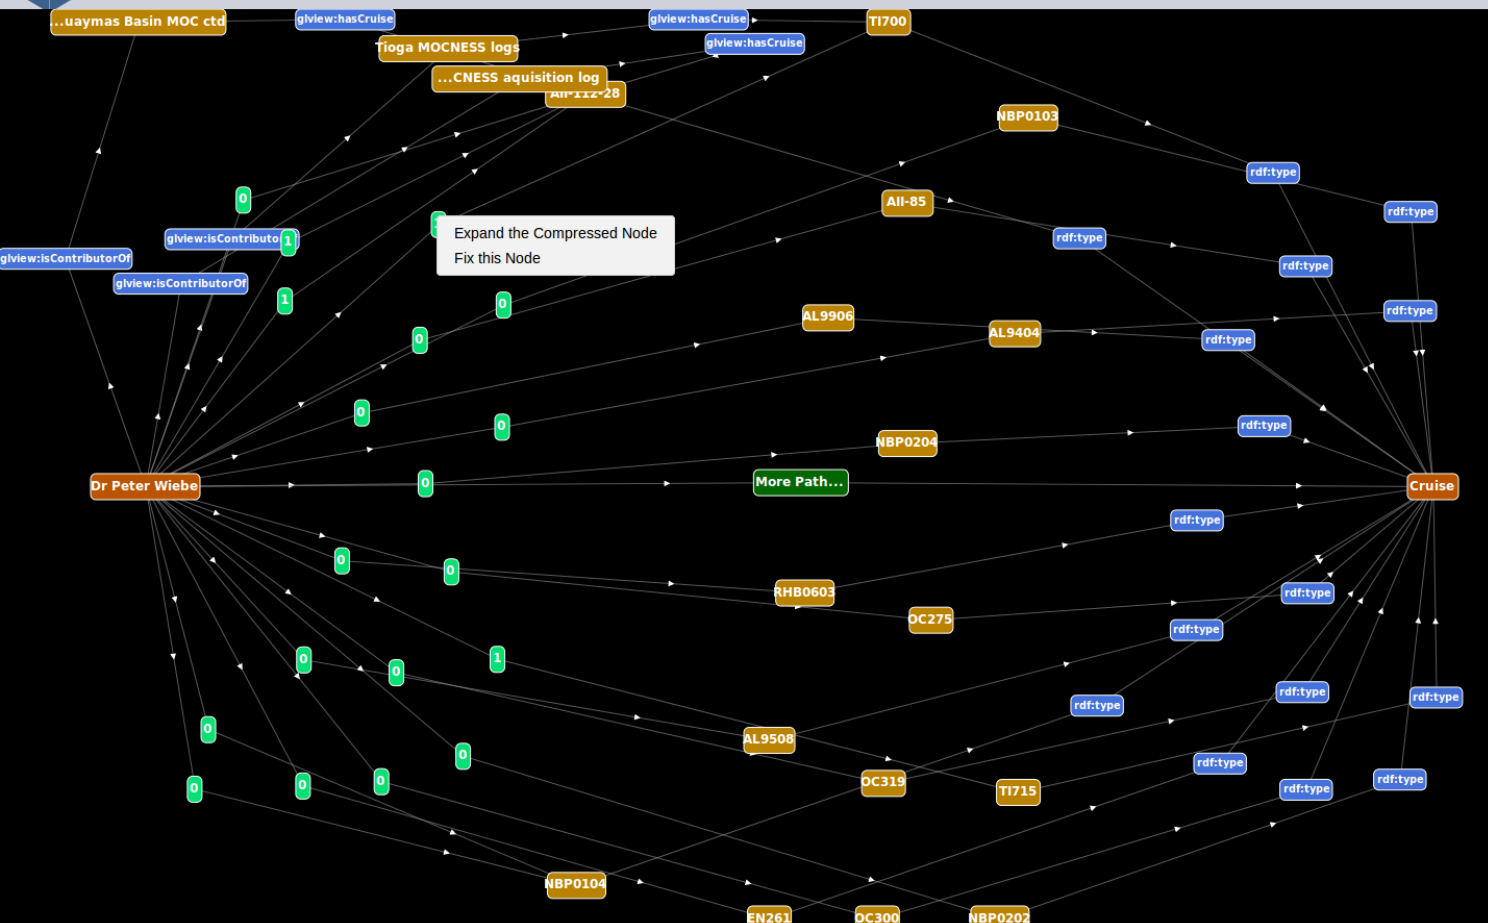 ...uaymas Basin MOC ctd
glview:hasCruise
glview:hasCruise
TI700
Tioga MOCNESS logs
glview:hasCruise
...CNESS aquisition log
AII-112-28
NBP0103
rdf:type
0
AII-85
rdf:type
glview:isContributorOf
1
rdf:type
glview:isContributorOf
Expand the Compressed Node
Fix this Node
rdf:type
glview:isContributorOf
1
0
AL9906
rdf:type
0
AL9404
rdf:type
0
0
rdf:type
NBP0204
Dr Peter Wiebe
0
More Path...
Cruise
rdf:type
0
0
RHB0603
rdf:type
OC275
rdf:type
0
0
1
rdf:type
rdf:type
rdf:type
0
AL9508
0
rdf:type
0
0
0
OC319
TI715
rdf:type
rdf:type
NBP0104
EN261
OC300
NBP0202